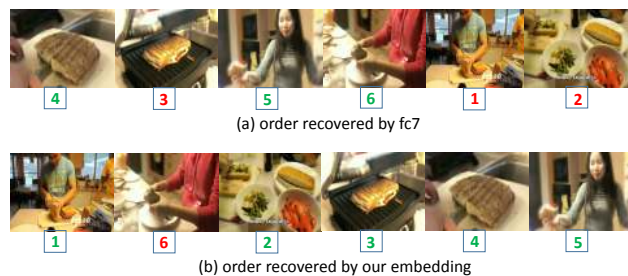 4 3 5 6 1 2
(a) order recovered by fc7
1 6 2 3 4 5
(b) order recovered by our embedding